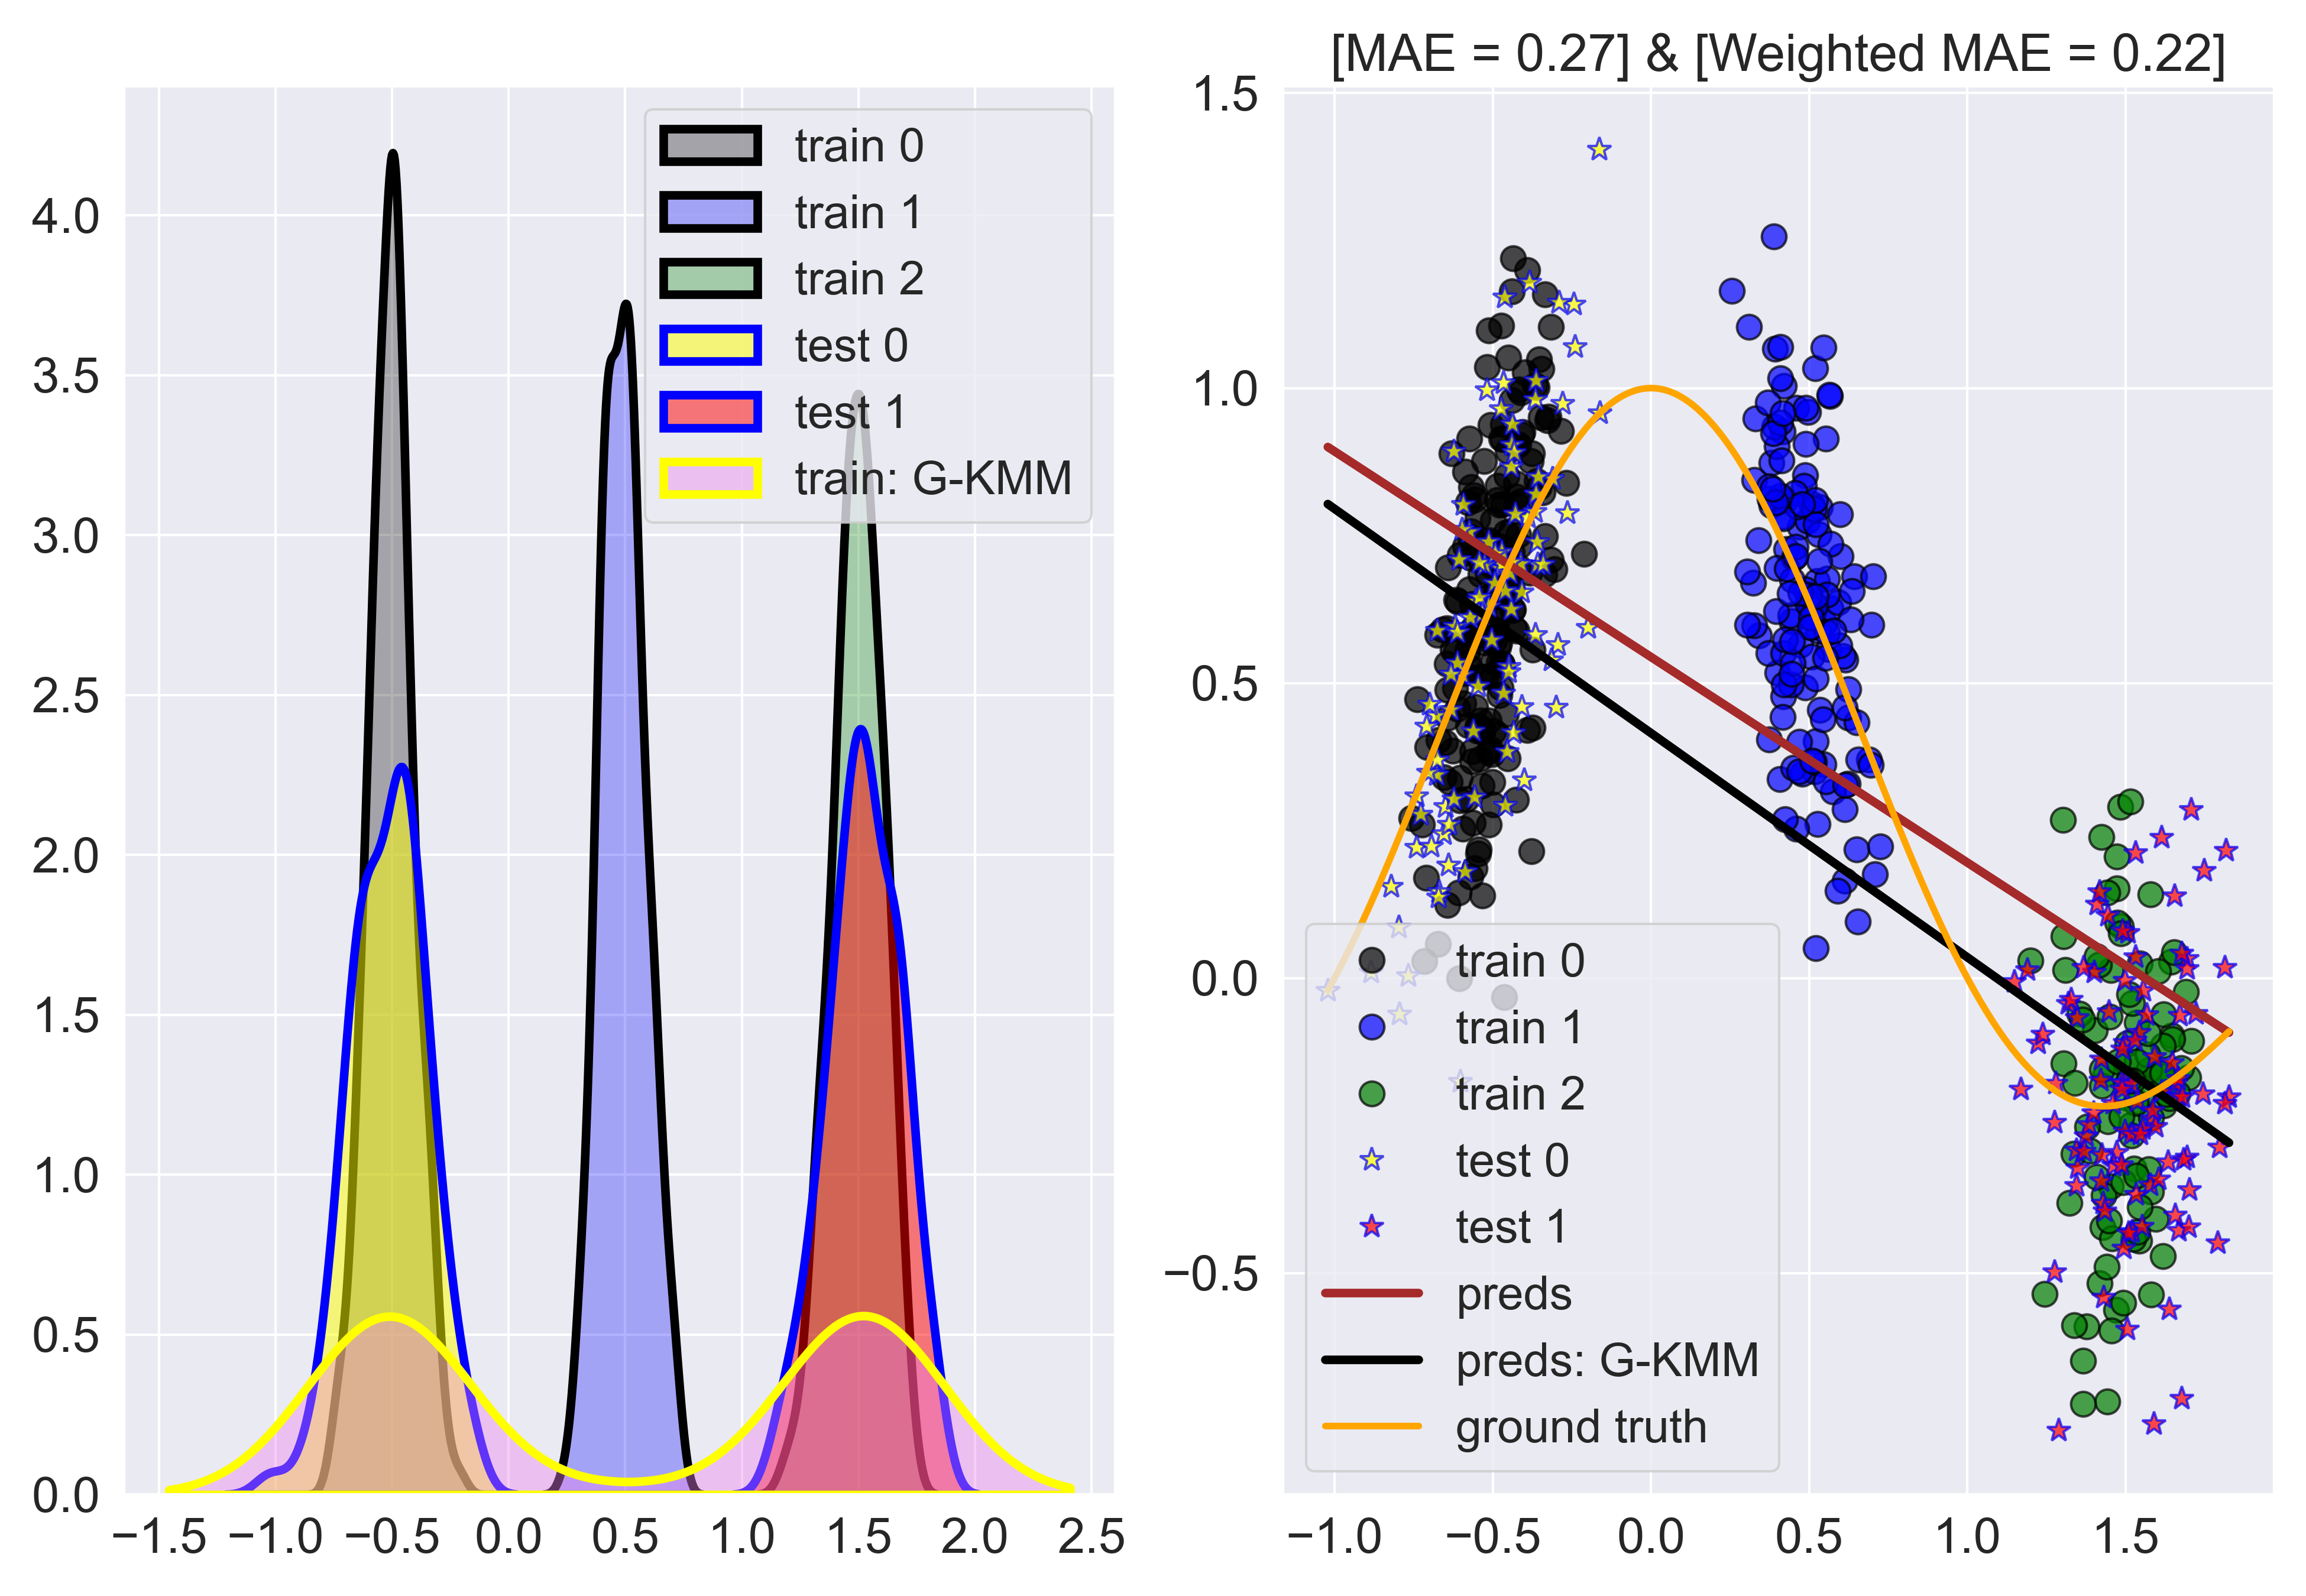 [MAE = 0.27] & [Weighted MAE = 0.22]
4.0
3.5
3.0
2.5
2.0
1.5
1.0
0.5
0.0
−1.5 −1.0 −0.5 0.0 0.5 1.0 1.5 2.0 2.5
train 0
train 1
train 2
test 0
test 1
train: G-KMM
1.5
1.0
0.5
0.0
−0.5
−1.0 −0.5 0.0 0.5 1.0 1.5
train 0
train 1
train 2
test 0
test 1
preds
preds: G-KMM
ground truth